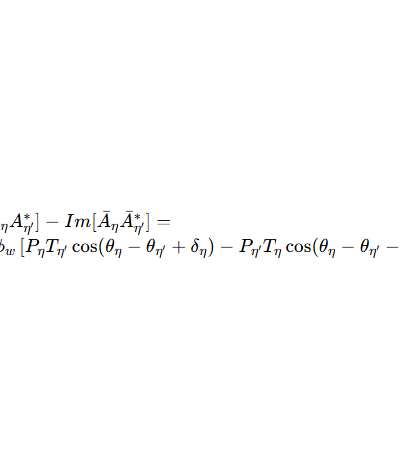 $_{\eta} A^*_{\eta'}] - Im[\bar{A}_{\eta} \bar{A}^*_{\eta'}] =$
$\phi_w \, [P_{\eta} T_{\eta'} \cos(\theta_{\eta} - \theta_{\eta'} + \delta_{\eta}) - P_{\eta'} T_{\eta} \cos(\theta_{\eta} - \theta_{\eta'} -$